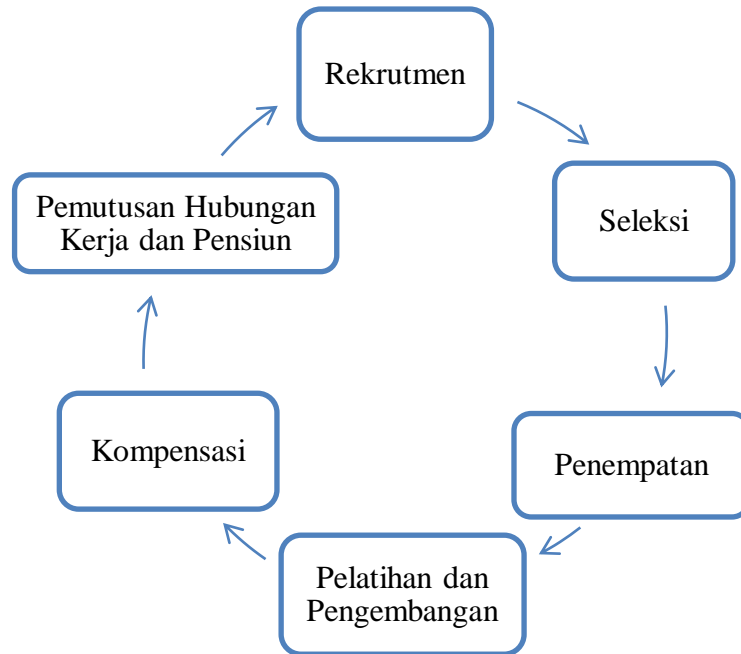 Rekrutmen
Seleksi
Penempatan
Pelatihan dan
Pengembangan
Kompensasi
Pemutusan Hubungan
Kerja dan Pensiun